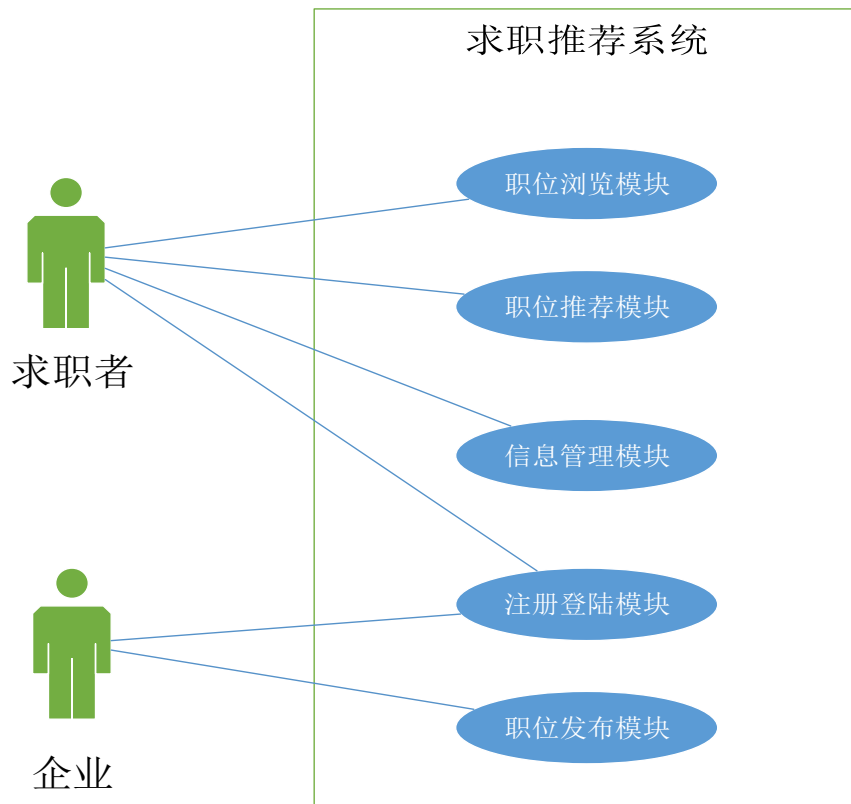 求职推荐系统
职位浏览模块
职位推荐模块
求职者
信息管理模块
注册登陆模块
职位发布模块
企业